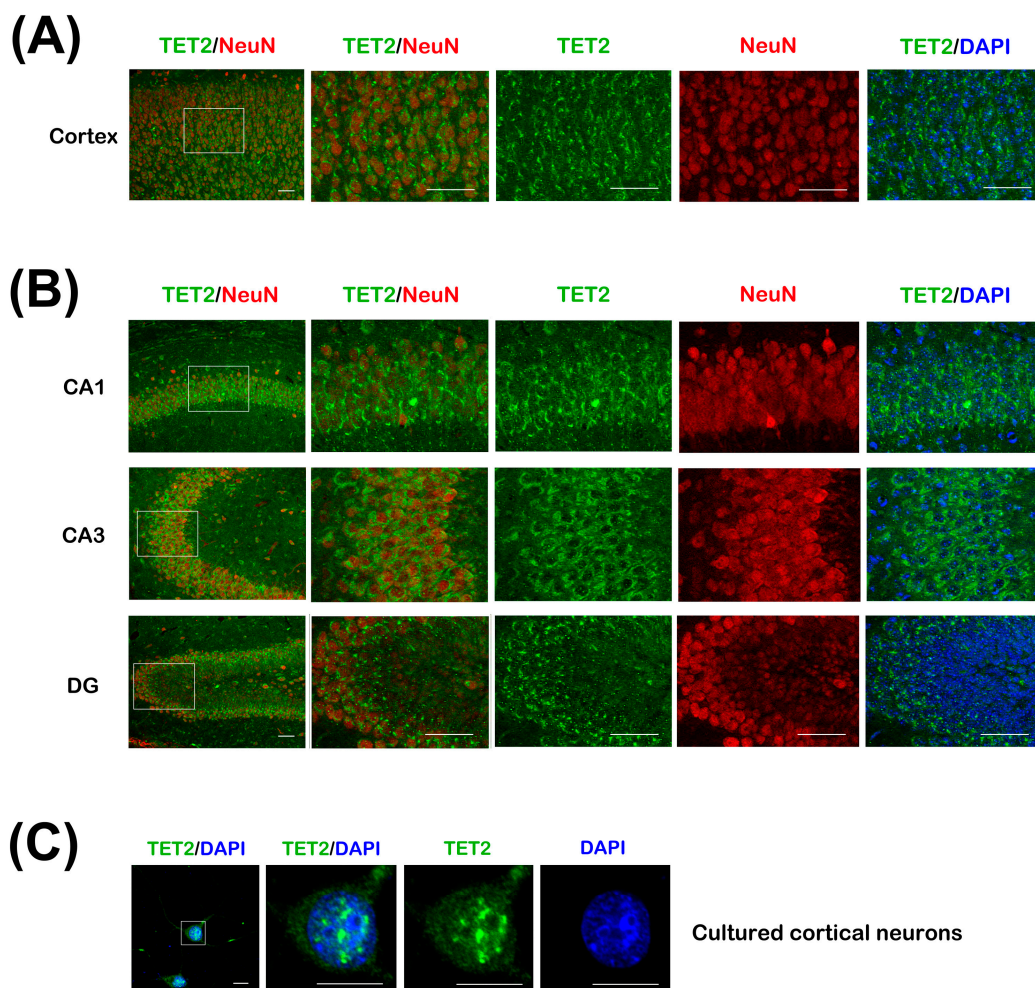 (A)
TET2/NeuN TET2/NeuN TET2 NeuN TET2/DAPI
Cortex
(B)
TET2/NeuN TET2/NeuN TET2 NeuN TET2/DAPI
CA1
CA3
DG
(C)
TET2/DAPI TET2/DAPI TET2 DAPI
Cultured cortical neurons